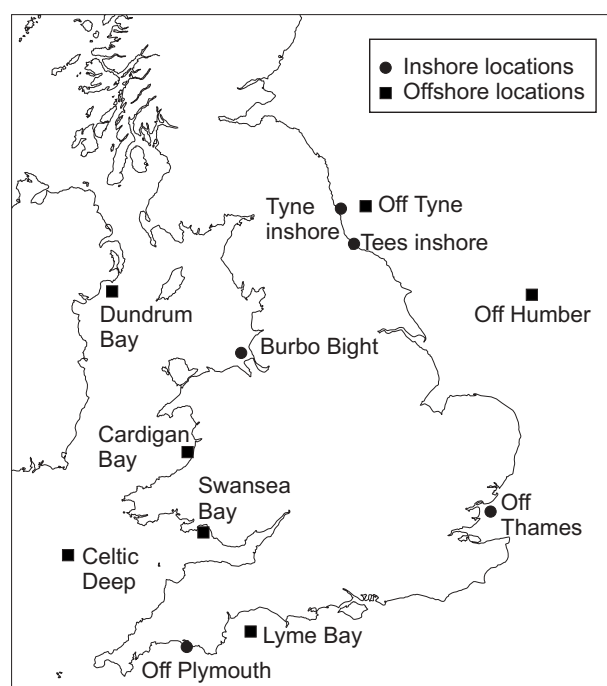 Inshore locations
Offshore locations
Tyne
inshore
Off Tyne
Tees inshore
Dundrum
Bay
Off Humber
Burbo Bight
Cardigan
Bay
Swansea
Bay
Off
Thames
Celtic
Deep
Lyme Bay
Off Plymouth